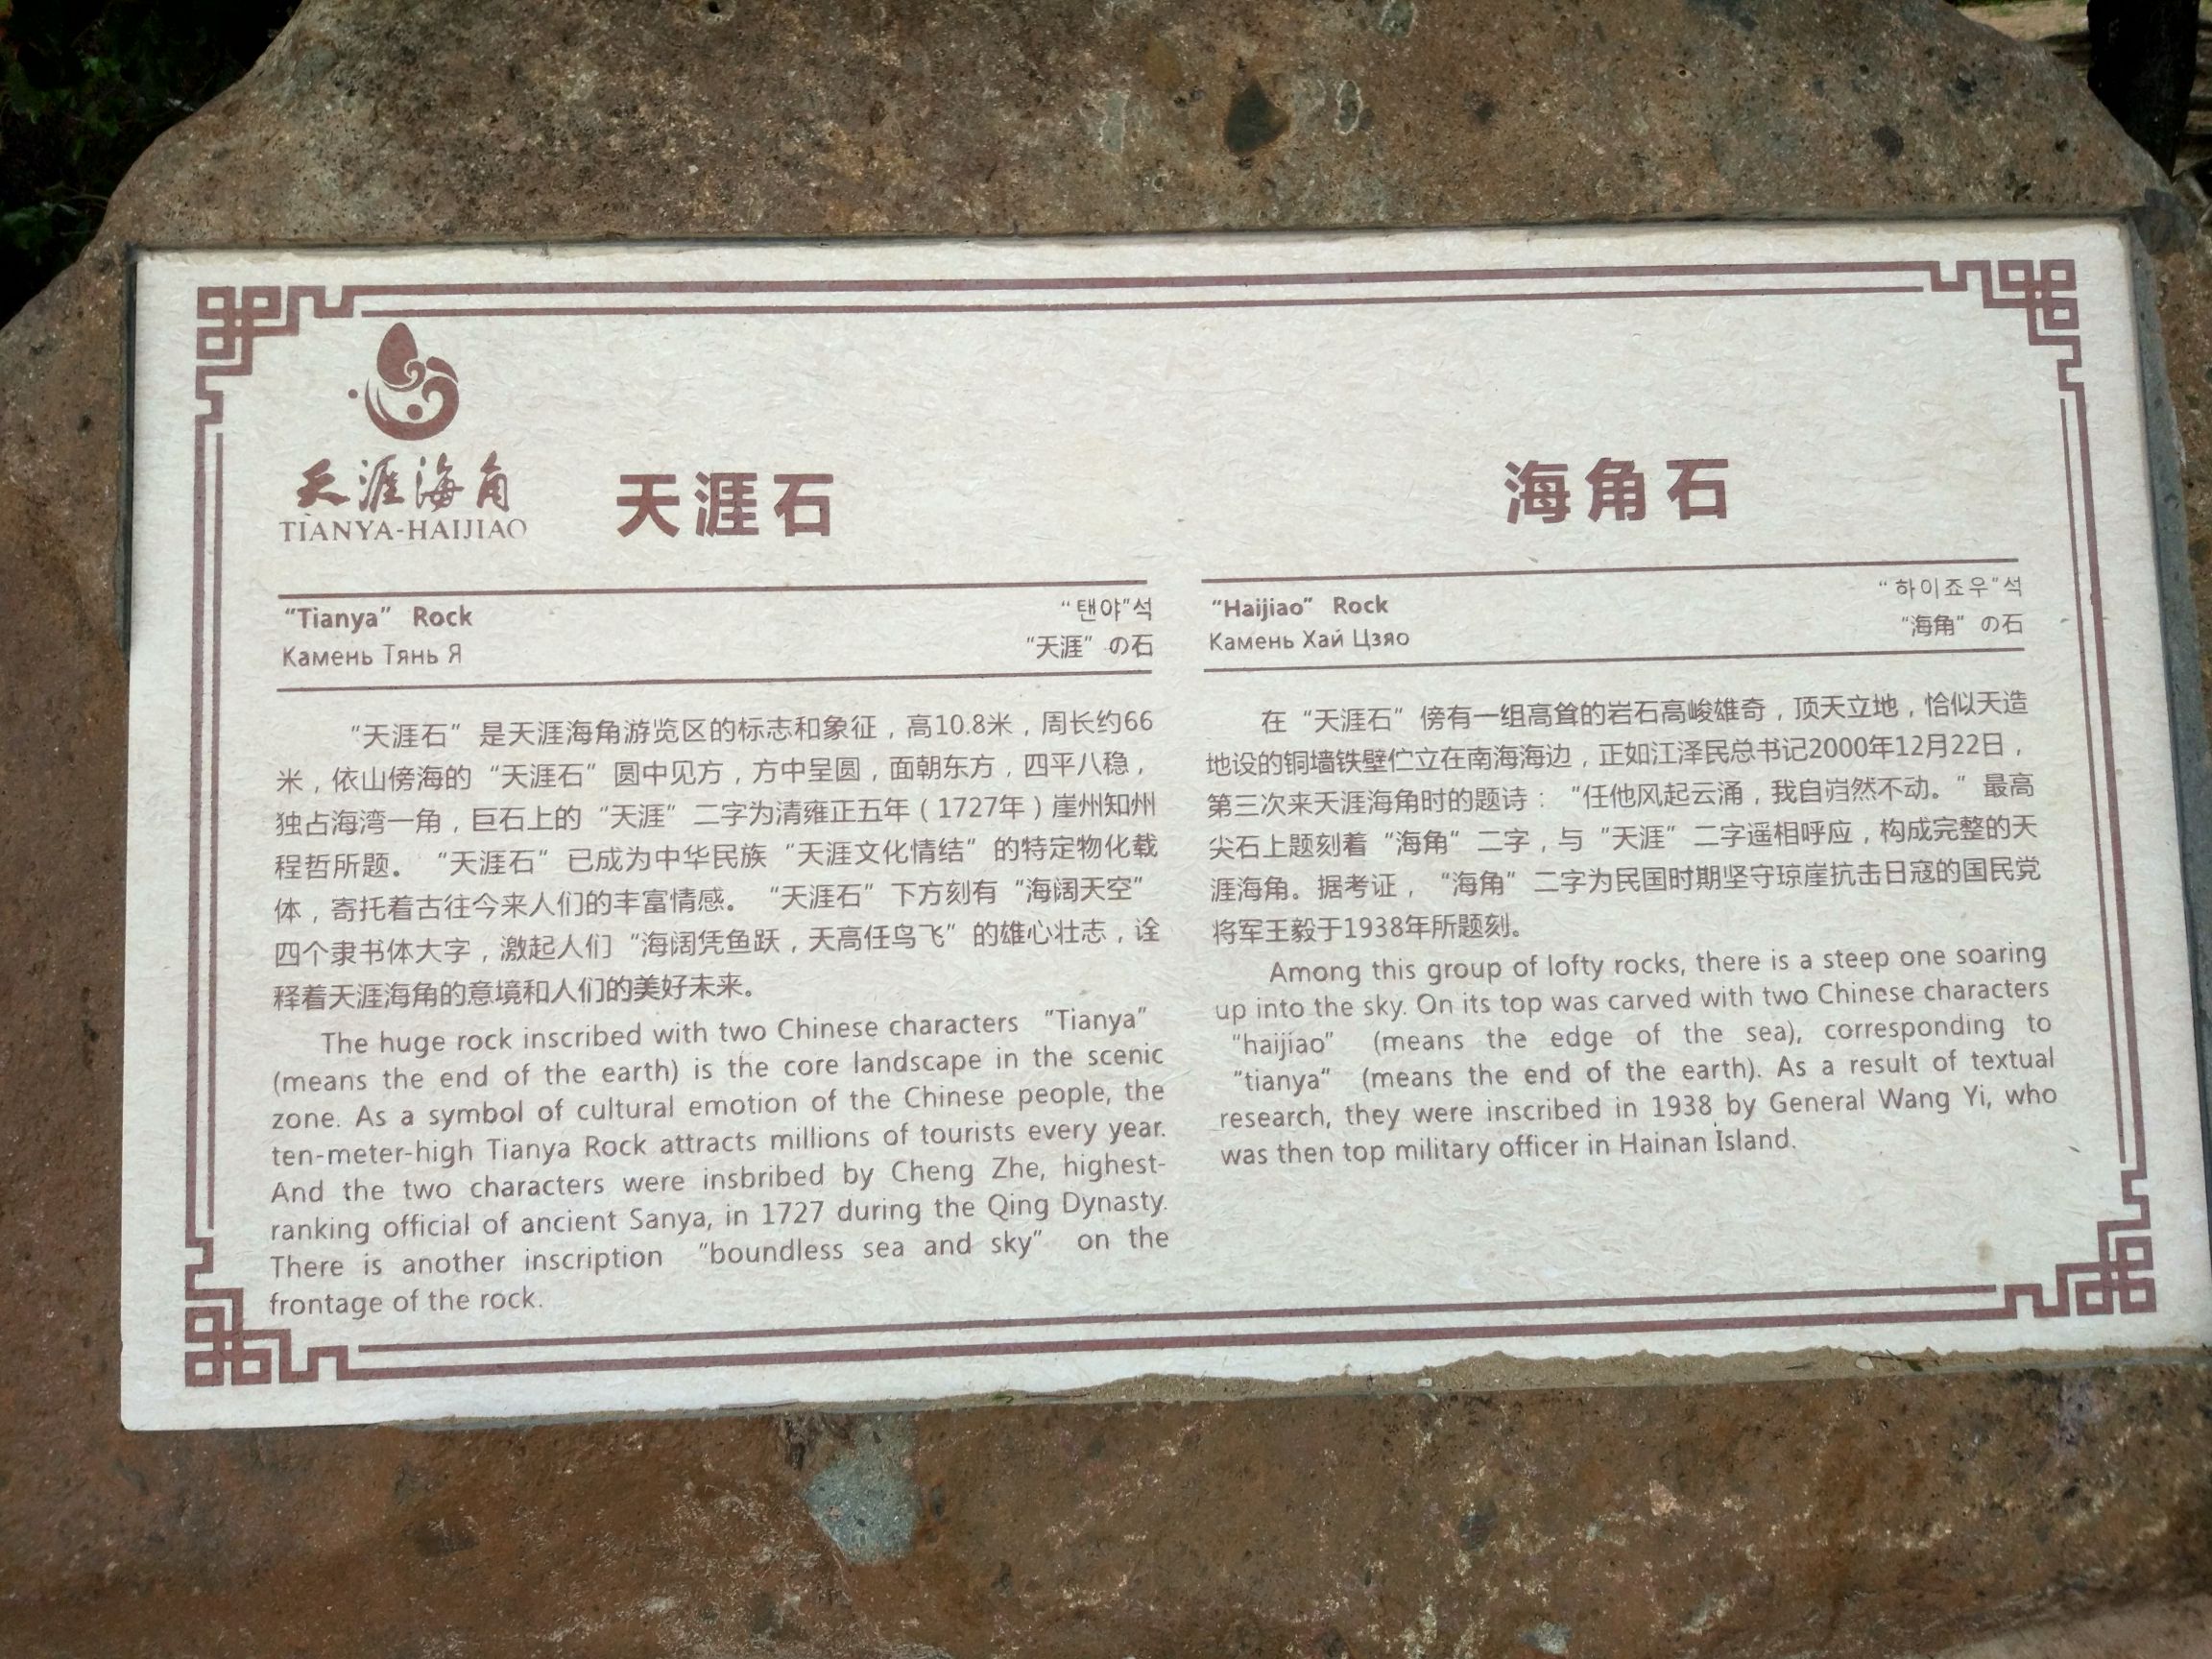 天涯海角
TIANYA-HAIJIAO
天涯石
“Tianya” Rock
“탠야”석
Камень Тянь Я
“天涯”の石
“天涯石”是天涯海角游览区的标志和象征，高10.8米，周长约66
米，依山傍海的“天涯石”圆中见方，方中呈圆，面朝东方，四平八稳，
独占海湾一角，巨石上的“天涯”二字为清雍正五年（1727年）崖州知州
程哲所题。“天涯石”已成为中华民族“天涯文化情结”的特定物化载
体，寄托着古往今来人们的丰富情感。“天涯石”下方刻有“海阔天空”
四个隶书体大字，激起人们“海阔凭鱼跃，天高任鸟飞”的雄心壮志，诠
释着天涯海角的意境和人们的美好未来。
The huge rock inscribed with two Chinese characters “Tianya”
(means the end of the earth) is the core landscape in the scenic
zone. As a symbol of cultural emotion of the Chinese people, the
ten-meter-high Tianya Rock attracts millions of tourists every year.
And the two characters were insbribed by Cheng Zhe, highest-
ranking official of ancient Sanya, in 1727 during the Qing Dynasty.
There is another inscription “boundless sea and sky” on the
frontage of the rock.
海角石
“Haijiao” Rock
“하이죠우”석
Камень Хай Цзяо
“海角”の石
在“天涯石”傍有一组高耸的岩石高峻雄奇，顶天立地，恰似天造
地设的铜墙铁壁伫立在南海海边，正如江泽民总书记2000年12月22日，
第三次来天涯海角时的题诗：“任他风起云涌，我自岿然不动。”最高
尖石上题刻着“海角”二字，与“天涯”二字遥相呼应，构成完整的天
涯海角。据考证，“海角”二字为民国时期坚守琼崖抗击日寇的国民党
将军王毅于1938年所题刻。
Among this group of lofty rocks, there is a steep one soaring
up into the sky. On its top was carved with two Chinese characters
“haijiao” (means the edge of the sea), corresponding to
“tianya” (means the end of the earth). As a result of textual
research, they were inscribed in 1938 by General Wang Yi, who
was then top military officer in Hainan Island.